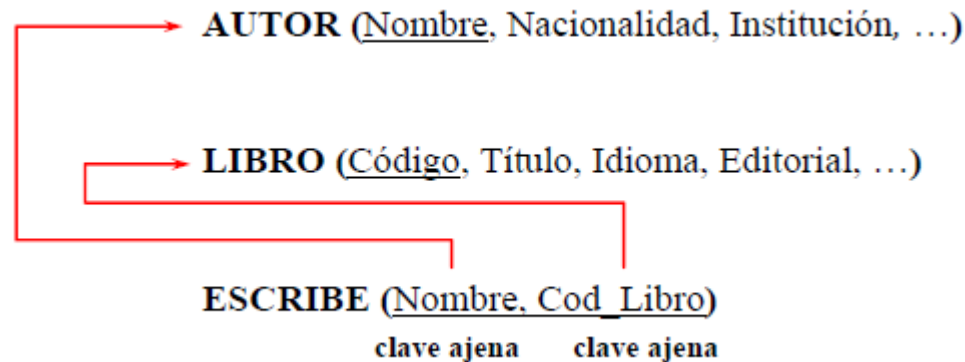 AUTOR (Nombre, Nacionalidad, Institución, …)
LIBRO (Código, Título, Idioma, Editorial, …)
ESCRIBE (Nombre, Cod_Libro)
clave ajena clave ajena